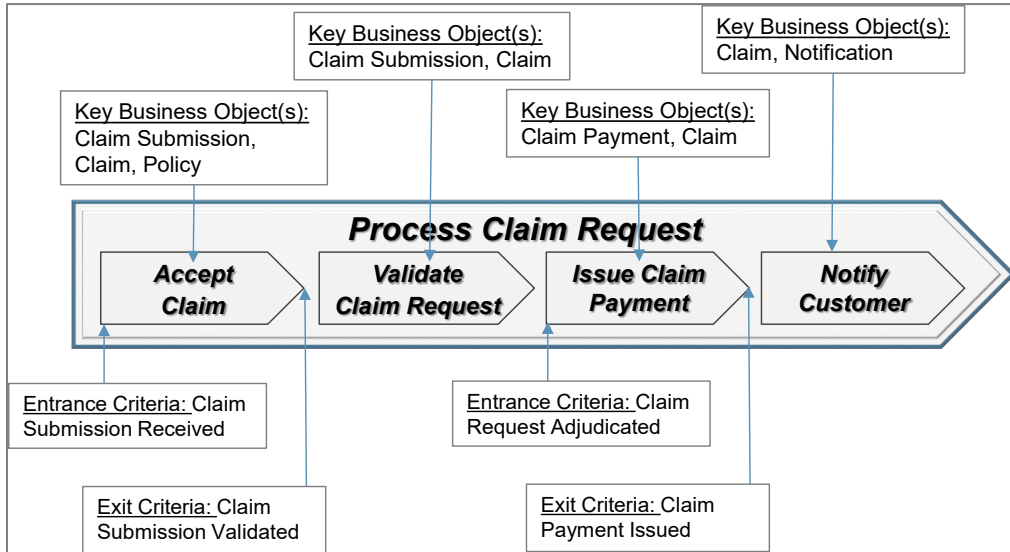 Key Business Object(s):
Claim Submission, Claim
Key Business Object(s):
Claim, Notification
Key Business Object(s):
Claim Submission,
Claim, Policy
Key Business Object(s):
Claim Payment, Claim
Process Claim Request
Accept
Claim
Validate
Claim Request
Issue Claim
Payment
Notify
Customer
Entrance Criteria: Claim
Submission Received
Entrance Criteria: Claim
Request Adjudicated
Exit Criteria: Claim
Submission Validated
Exit Criteria: Claim
Payment Issued